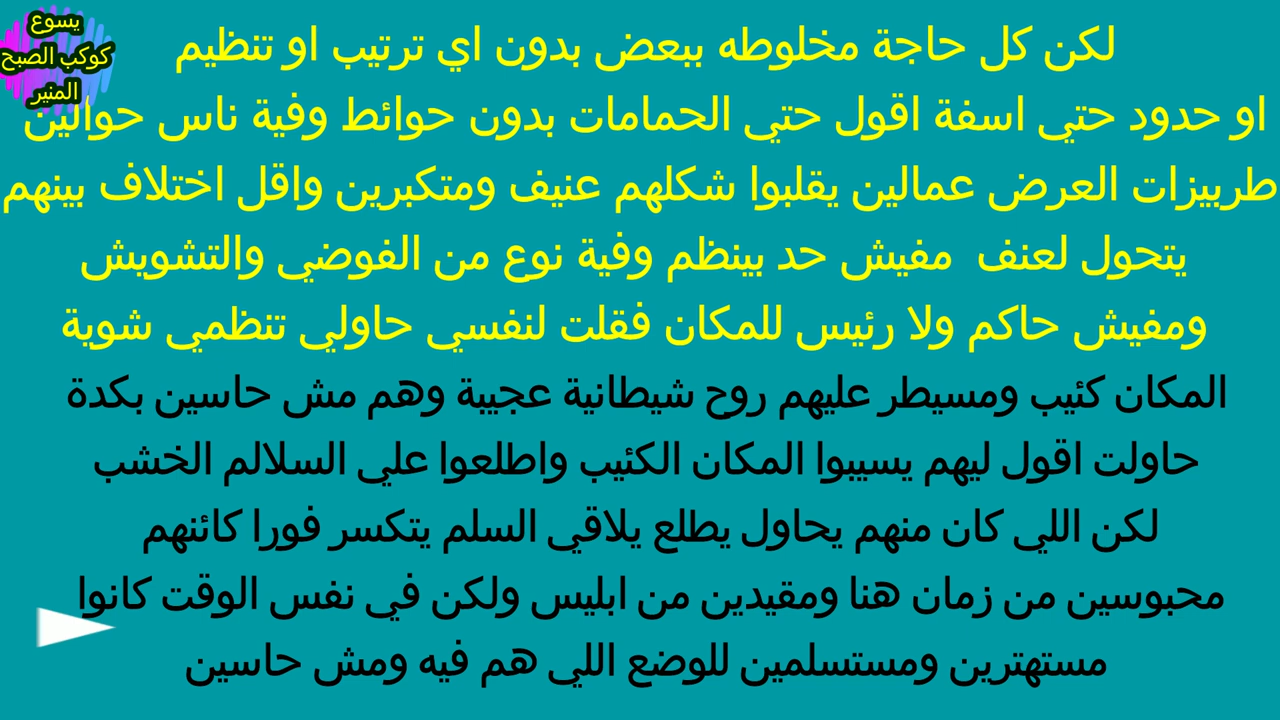 يسوع
كوكب الصبح
المنير
لكن كل حاجة مخلوطه ببعض بدون اي ترتيب او تنظيم
او حدود حتي اسفة اقول حتي الحمامات بدون حوائط وفية ناس حوالين
طربيزات العرض عمالين يقلبوا شكلهم عنيف ومتكبرين واقل اختلاف بينهم
يتحول لعنف مفيش حد بينظم وفية نوع من الفوضي والتشويش
ومفيش حاكم ولا رئيس للمكان فقلت لنفسي حاولي تنظمي شوية
المكان كئيب ومسيطر عليهم روح شيطانية عجيبة وهم مش حاسين بكدة
حاولت اقول ليهم يسيبوا المكان الكئيب واطلعوا علي السلالم الخشب
لكن اللي كان منهم يحاول يطلع يلاقي السلم يتكسر فورا كائنهم
محبوسين من زمان هنا ومقيدين من ابليس ولكن في نفس الوقت كانوا
مستهترين ومستسلمين للوضع اللي هم فيه ومش حاسين